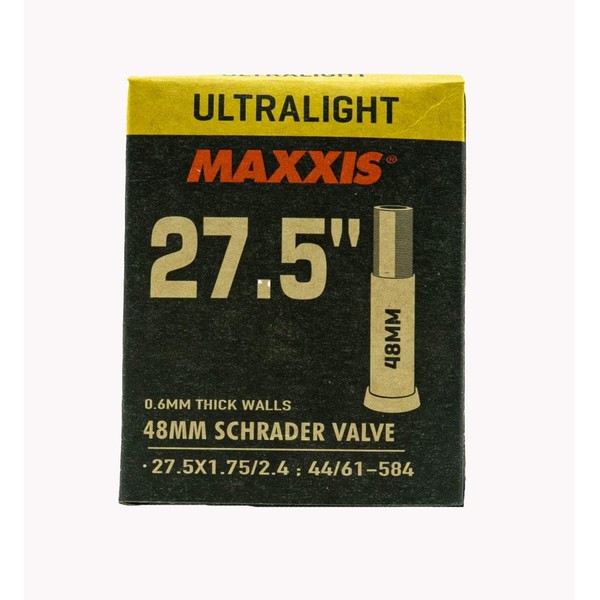 ULTRALIGHT
ULTRALIGHT
MAXXIS®
27.5"
48MM
0.6MM THICK WALLS
48MM SCHRADER VALVE
· 27.5X1.75/2.4 ; 44/61-584